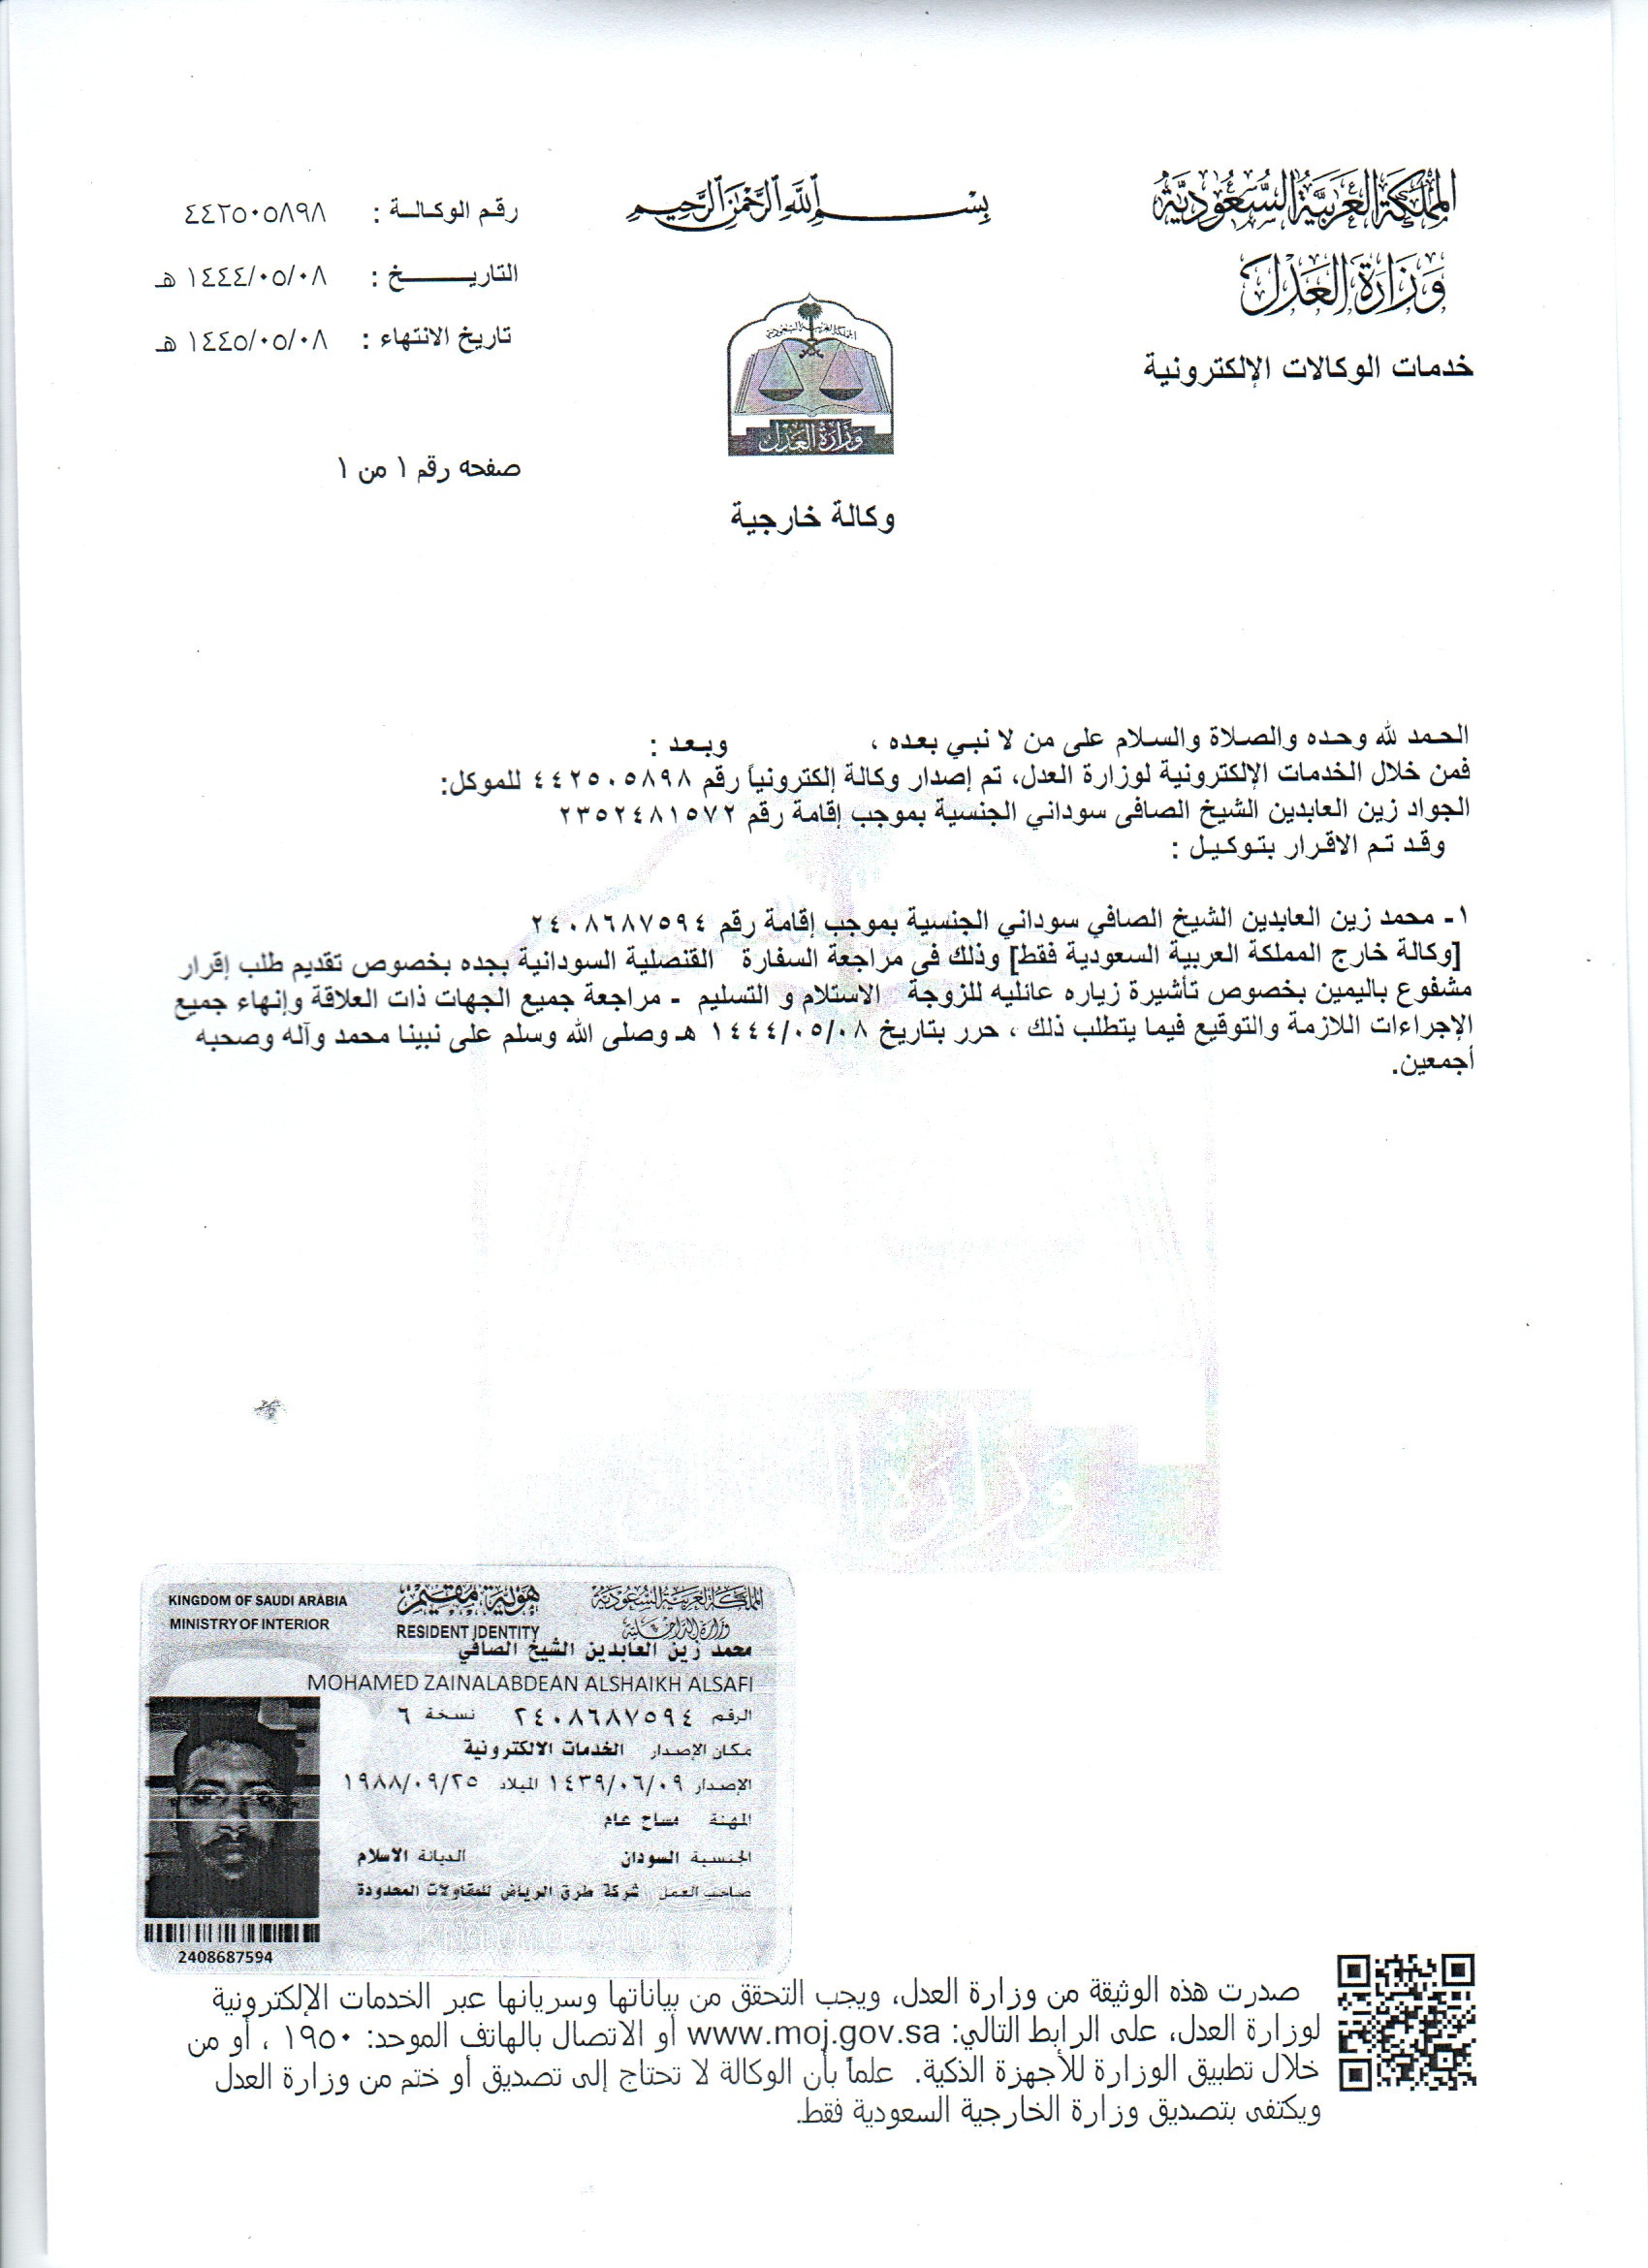 المملكة العربية السعودية
وزارة العدل
خدمات الوكالات الإلكترونية
بسم الله الرحمن الرحيم
المملكة العربية السعودية
وزارة العدل
وكالة خارجية
رقم الوكالة : ٤٤٢٥٠٥٨٩٨
التاريخ : ١٤٤٤/٠٥/٠٨ هـ
تاريخ الانتهاء : ١٤٤٥/٠٥/٠٨ هـ
صفحه رقم ١ من ١
الحمد لله وحده والصلاة والسلام على من لا نبي بعده ، وبعد :
فمن خلال الخدمات الإلكترونية لوزارة العدل، تم إصدار وكالة إلكترونياً رقم ٤٤٢٥٠٥٨٩٨ للموكل:
الجواد زين العابدين الشيخ الصافى سوداني الجنسية بموجب إقامة رقم ٢٣٥٢٤٨١٥٧٢
وقد تم الاقرار بتوكيل :
١- محمد زين العابدين الشيخ الصافي سوداني الجنسية بموجب إقامة رقم ٢٤٠٨٦٨٧٥٩٤
[وكالة خارج المملكة العربية السعودية فقط] وذلك في مراجعة السفارة القنصلية السودانية بجده بخصوص تقديم طلب إقرار
مشفوع باليمين بخصوص تأشيرة زياره عائليه للزوجة الاستلام و التسليم - مراجعة جميع الجهات ذات العلاقة وإنهاء جميع
الإجراءات اللازمة والتوقيع فيما يتطلب ذلك ، حرر بتاريخ ١٤٤٤/٠٥/٠٨ هـ وصلى الله وسلم على نبينا محمد وآله وصحبه
أجمعين.
وزارة العدل
KINGDOM OF SAUDI ARABIA
MINISTRY OF INTERIOR
هوية مقيم
RESIDENT IDENTITY
المملكة العربية السعودية
وزارة الداخلية
محمد زين العابدين الشيخ الصافي
MOHAMED ZAINALABDEAN ALSHAIKH ALSAFI
الرقم ٢٤٠٨٦٨٧٥٩٤ نسخة ٦
مكان الإصدار الخدمات الالكترونية
الإصدار ١٤٣٩/٠٦/٠٩ الميلاد ١٩٨٨/٠٩/٢٥
المهنة مساح عام
الجنسية السودان الديانة الاسلام
صاحب العمل شركة طرق الرياض للمقاولات المحدودة
2408687594
صدرت هذه الوثيقة من وزارة العدل، ويجب التحقق من بياناتها وسريانها عبر الخدمات الإلكترونية
لوزارة العدل، على الرابط التالي: www.moj.gov.sa أو الاتصال بالهاتف الموحد: ١٩٥٠ ، أو من
خلال تطبيق الوزارة للأجهزة الذكية. علماً بأن الوكالة لا تحتاج إلى تصديق أو ختم من وزارة العدل
ويكتفى بتصديق وزارة الخارجية السعودية فقط.